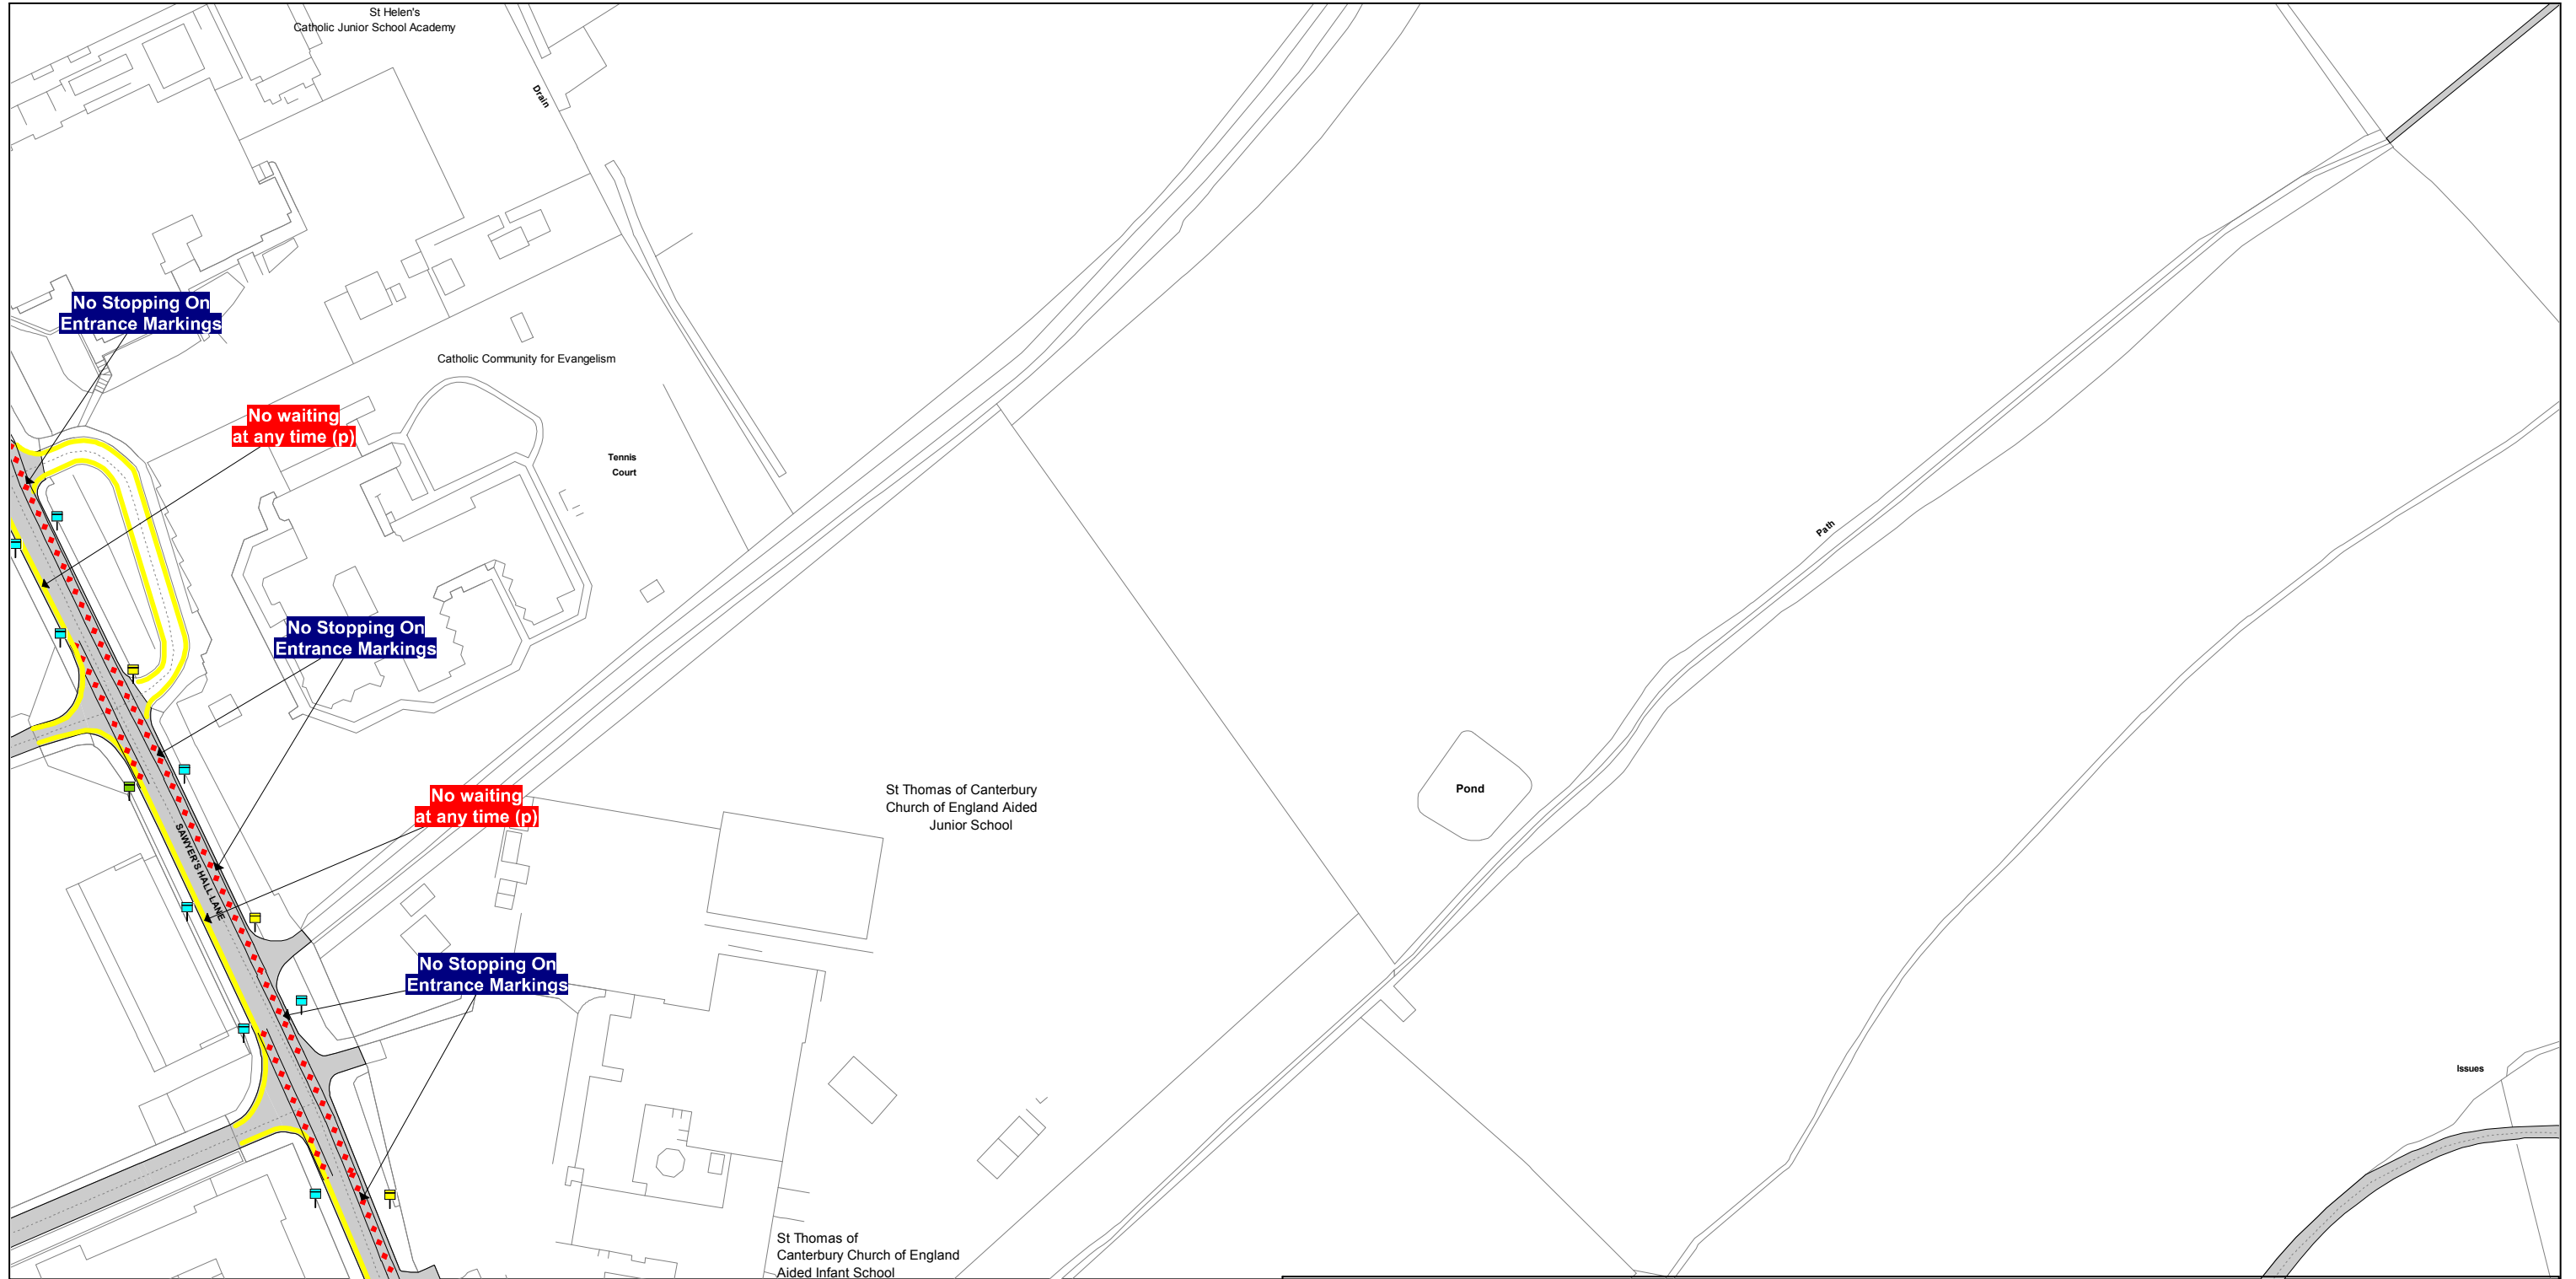 St Helen's
Catholic Junior School Academy
Drain
No Stopping On
Entrance Markings
Catholic Community for Evangelism
No waiting
at any time (p)
Tennis
Court
Path
No Stopping On
Entrance Markings
No waiting
at any time (p)
St Thomas of Canterbury
Church of England Aided
Junior School
Pond
SAWYER'S HALL LANE
No Stopping On
Entrance Markings
Issues
St Thomas of
Canterbury Church of England
Aided Infant School